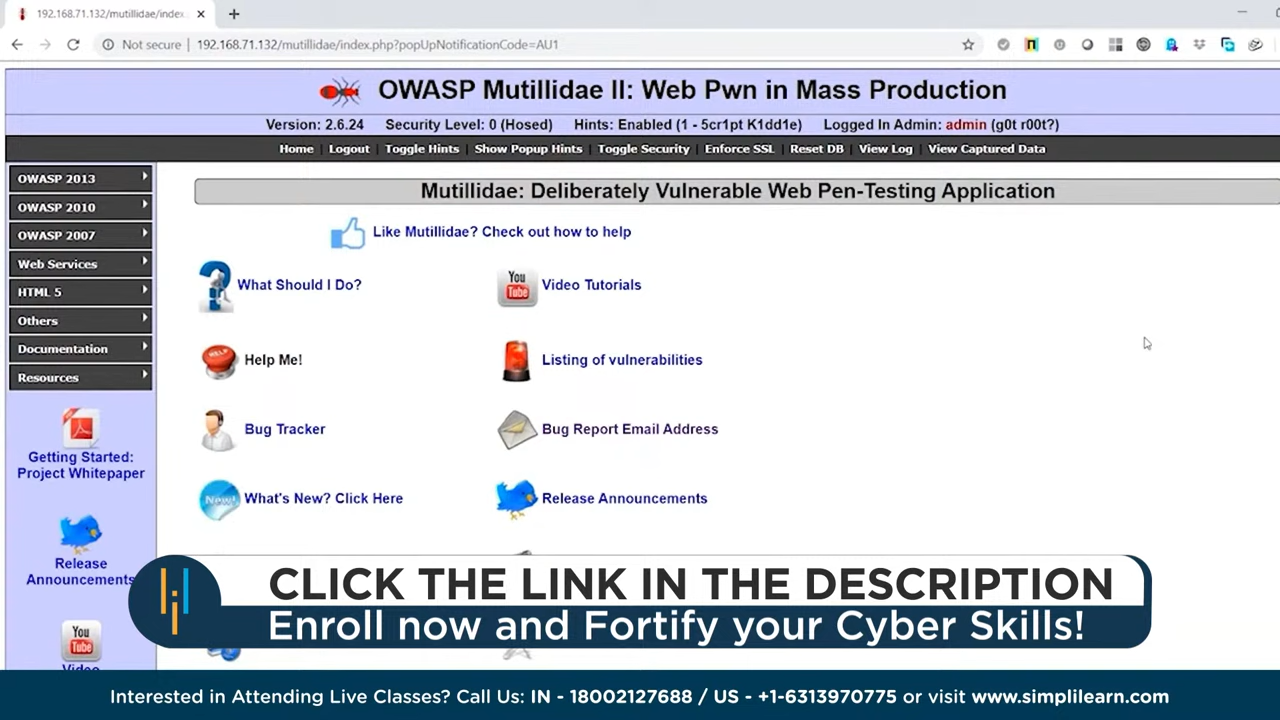 192.168.71.132/mutillidae/index.
Not secure 192.168.71.132/mutillidae/index.php?popUpNotificationCode=AU1
OWASP Mutillidae II: Web Pwn in Mass Production
Version: 2.6.24 Security Level: 0 (Hosed) Hints: Enabled (1 - 5cr1pt K1dd1e) Logged In Admin: admin (g0t r00t?)
Home | Logout | Toggle Hints | Show Popup Hints | Toggle Security | Enforce SSL | Reset DB | View Log | View Captured Data
OWASP 2013
OWASP 2010
OWASP 2007
Web Services
HTML 5
Others
Documentation
Resources
Getting Started:
Project Whitepaper
Release
Announcements
You
Tube
Video
Mutillidae: Deliberately Vulnerable Web Pen-Testing Application
Like Mutillidae? Check out how to help
What Should I Do?
You
Tube
Video Tutorials
HELP
Help Me!
Listing of vulnerabilities
Bug Tracker
Bug Report Email Address
New!
What's New? Click Here
Release Announcements
CLICK THE LINK IN THE DESCRIPTION
Enroll now and Fortify your Cyber Skills!
Interested in Attending Live Classes? Call Us: IN - 18002127688 / US - +1-6313970775 or visit www.simplilearn.com